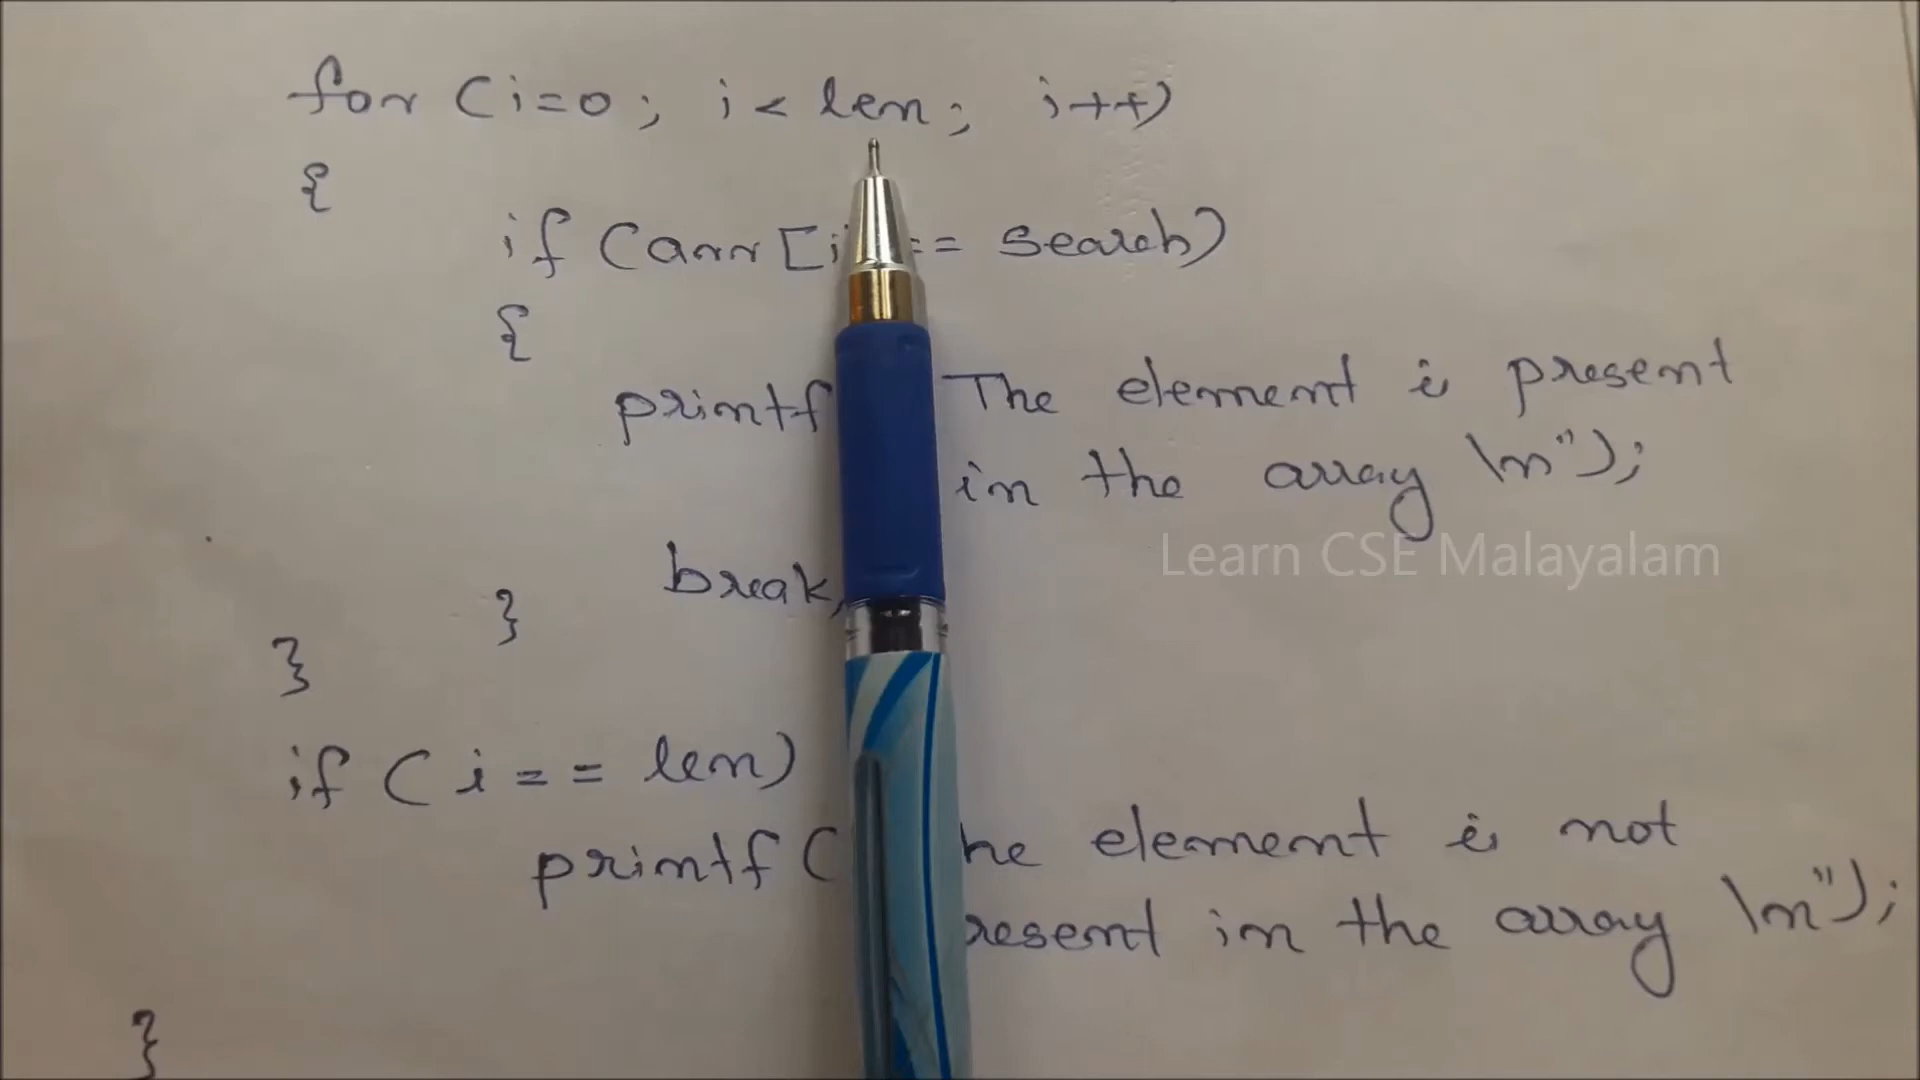 for (i=0; i< len; i++)
{
if (arr[i == search)
{
printf The element is present
in the array \n");
Learn CSE Malayalam
break;
}
}
if (i == len)
printf ( he element is not
resent in the array \n");
}